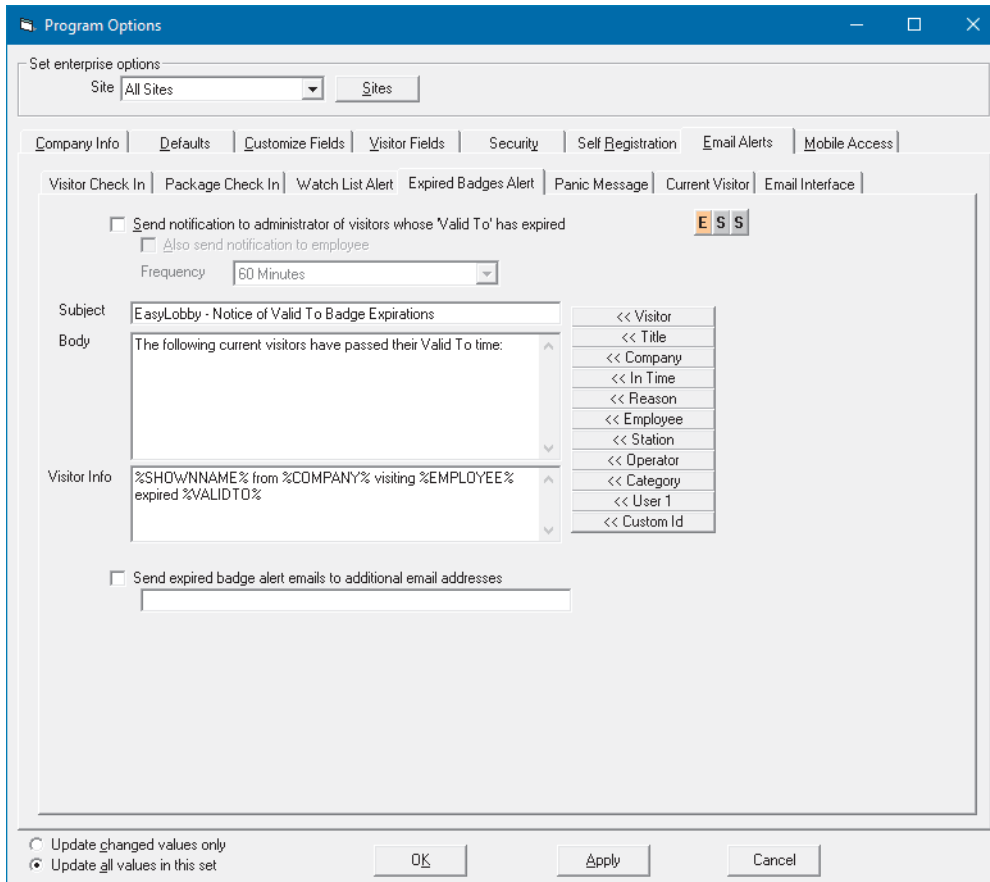 Program Options
Set enterprise options
Site All Sites Sites
Company Info Defaults Customize Fields Visitor Fields Security Self Registration Email Alerts Mobile Access
Visitor Check In Package Check In Watch List Alert Expired Badges Alert Panic Message Current Visitor Email Interface
Send notification to administrator of visitors whose 'Valid To' has expired E S S
Also send notification to employee
Frequency 60 Minutes
Subject EasyLobby - Notice of Valid To Badge Expirations
<< Visitor
Body The following current visitors have passed their Valid To time:
<< Title
<< Company
<< In Time
<< Reason
<< Employee
<< Station
<< Operator
Visitor Info %SHOWNNAME% from %COMPANY% visiting %EMPLOYEE%
expired %VALIDTO%
<< Category
<< User 1
<< Custom Id
Send expired badge alert emails to additional email addresses
Update changed values only
Update all values in this set
OK Apply Cancel